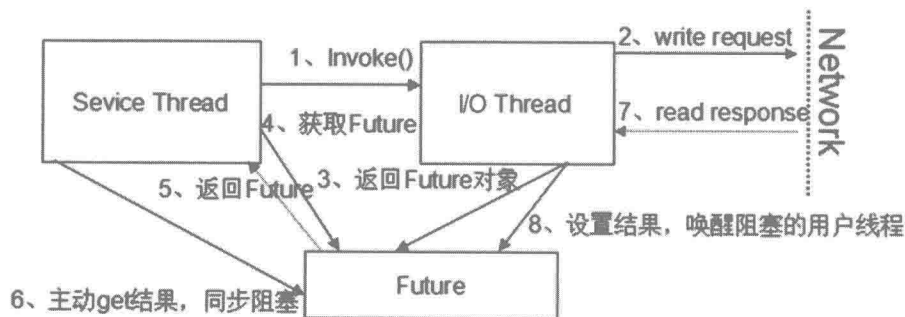 1、Invoke()
2、write request
Sevice Thread
I/O Thread
Network
4、获取Future
7、read response
5、返回Future
3、返回Future对象
8、设置结果，唤醒阻塞的用户线程
6、主动get结果，同步阻塞
Future